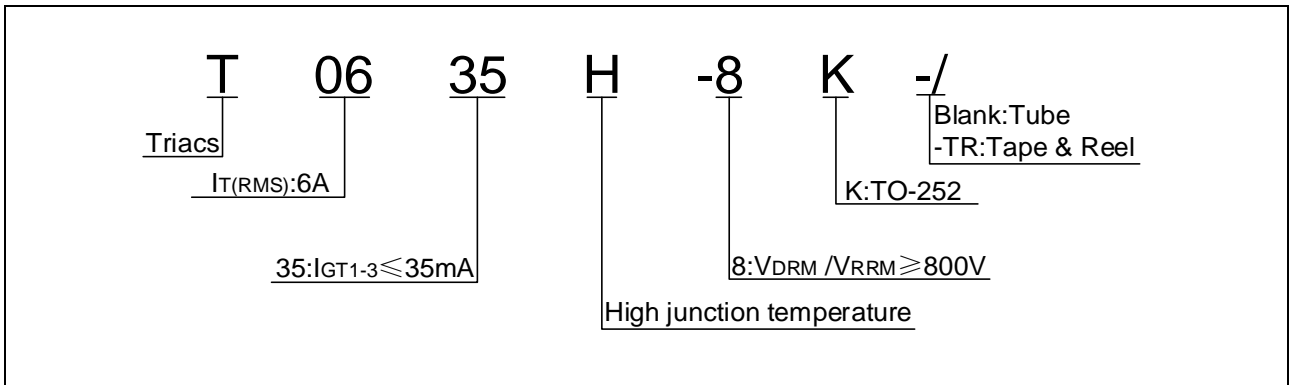 T 06 35 H -8 K -/
Blank:Tube
Triacs
-TR:Tape & Reel
IT(RMS):6A
K:TO-252
35:IGT1-3≤35mA
8:VDRM /VRRM≥800V
High junction temperature